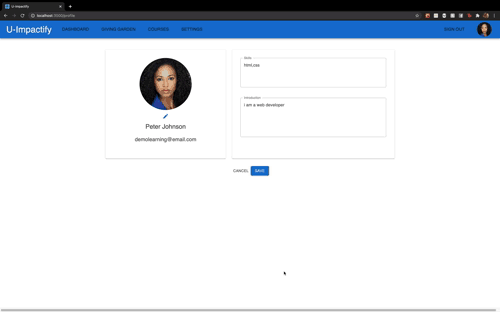 U-Impactify
localhost:3000/profile
U-Impactify
DASHBOARD
GIVING GARDEN
COURSES
SETTINGS
SIGN OUT
Skills
html,css
Introduction
I am a web developer
Peter Johnson
demolearning@email.com
CANCEL
SAVE